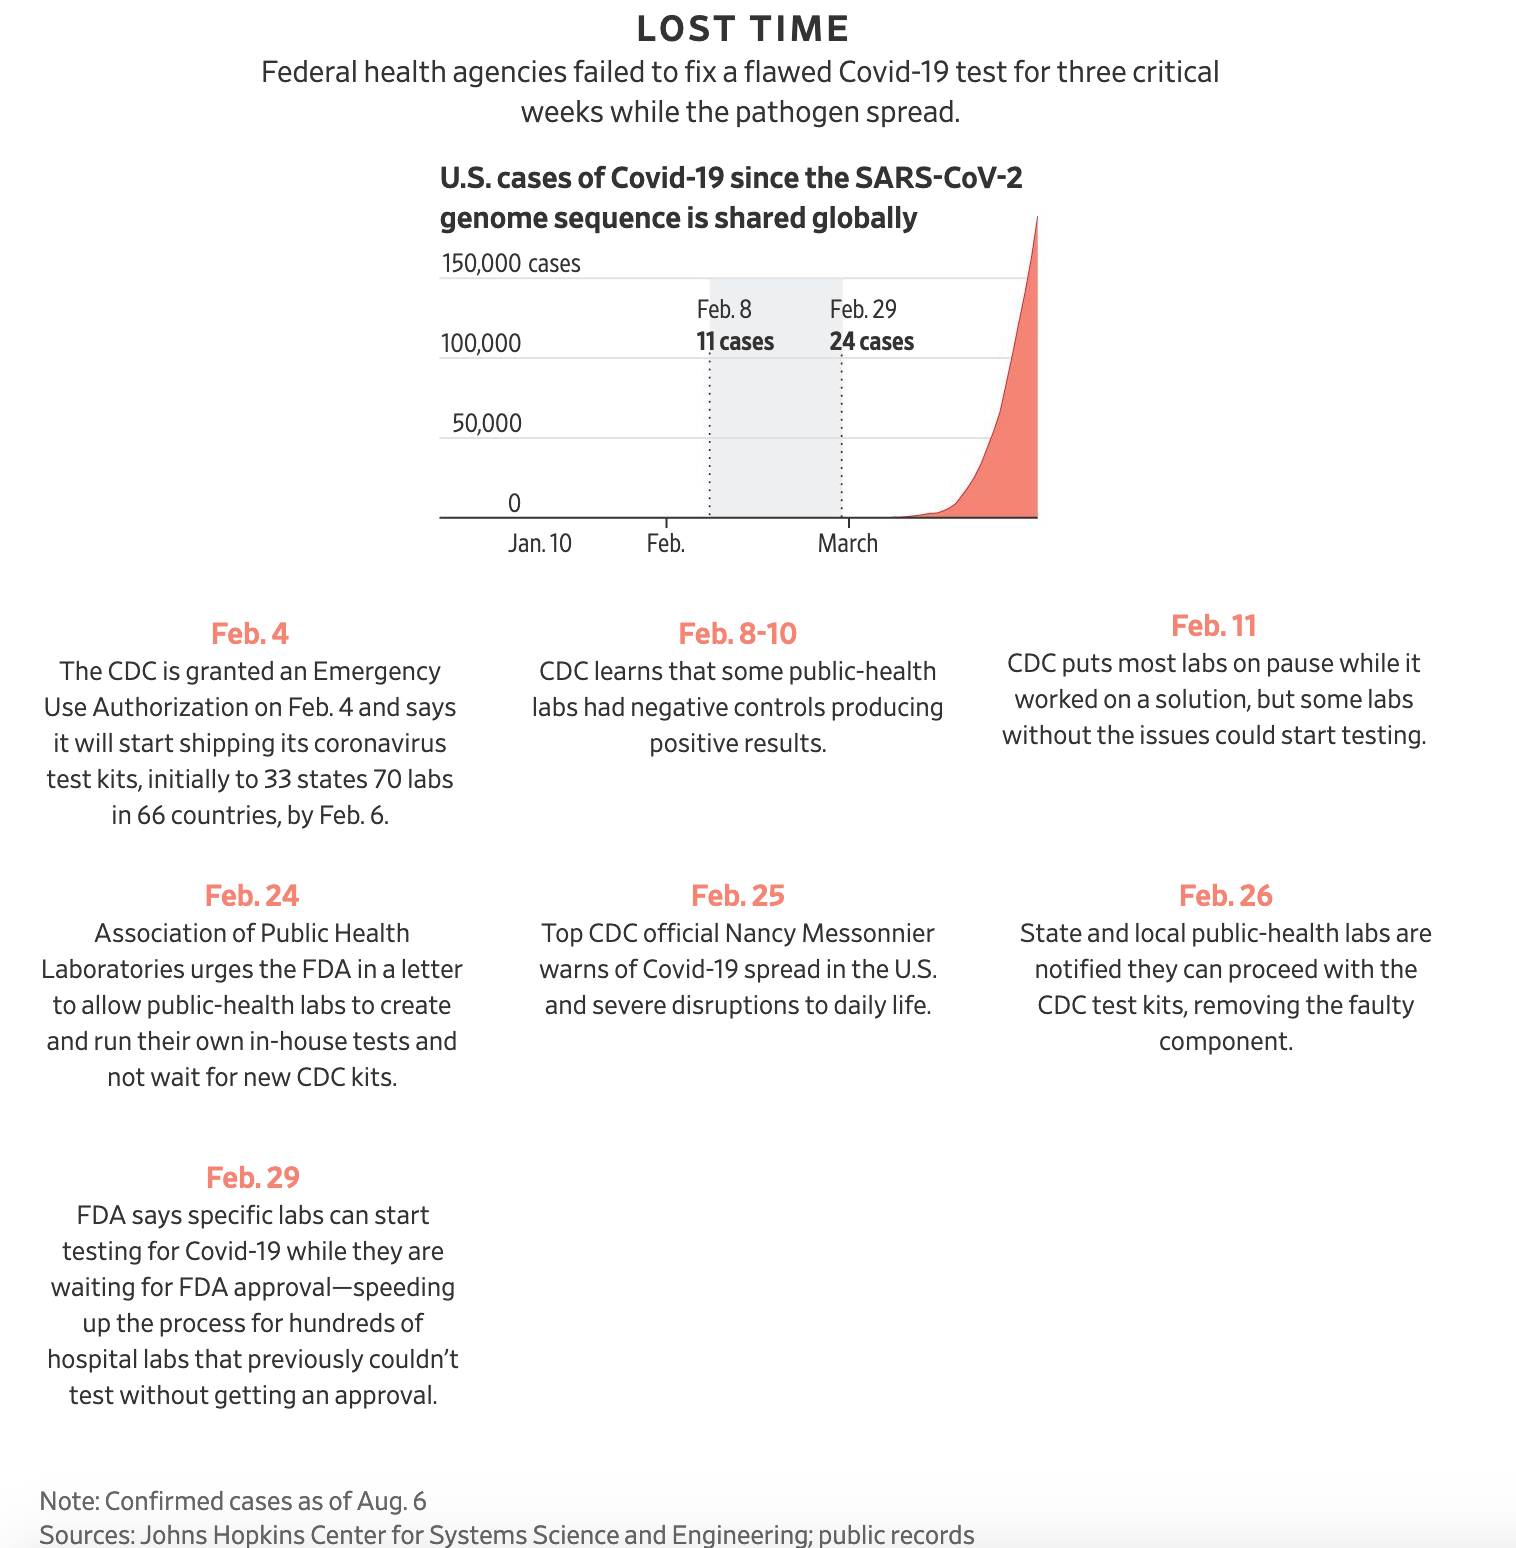 LOST TIME
Federal health agencies failed to fix a flawed Covid-19 test for three critical
weeks while the pathogen spread.
U.S. cases of Covid-19 since the SARS-CoV-2
genome sequence is shared globally
150,000 cases
Feb. 8
11 cases
Feb. 29
24 cases
100,000
50,000
0
Jan. 10
Feb.
March
Feb. 4
The CDC is granted an Emergency
Use Authorization on Feb. 4 and says
it will start shipping its coronavirus
test kits, initially to 33 states 70 labs
in 66 countries, by Feb. 6.
Feb. 8-10
CDC learns that some public-health
labs had negative controls producing
positive results.
Feb. 11
CDC puts most labs on pause while it
worked on a solution, but some labs
without the issues could start testing.
Feb. 24
Association of Public Health
Laboratories urges the FDA in a letter
to allow public-health labs to create
and run their own in-house tests and
not wait for new CDC kits.
Feb. 25
Top CDC official Nancy Messonnier
warns of Covid-19 spread in the U.S.
and severe disruptions to daily life.
Feb. 26
State and local public-health labs are
notified they can proceed with the
CDC test kits, removing the faulty
component.
Feb. 29
FDA says specific labs can start
testing for Covid-19 while they are
waiting for FDA approval—speeding
up the process for hundreds of
hospital labs that previously couldn’t
test without getting an approval.
Note: Confirmed cases as of Aug. 6
Sources: Johns Hopkins Center for Systems Science and Engineering; public records